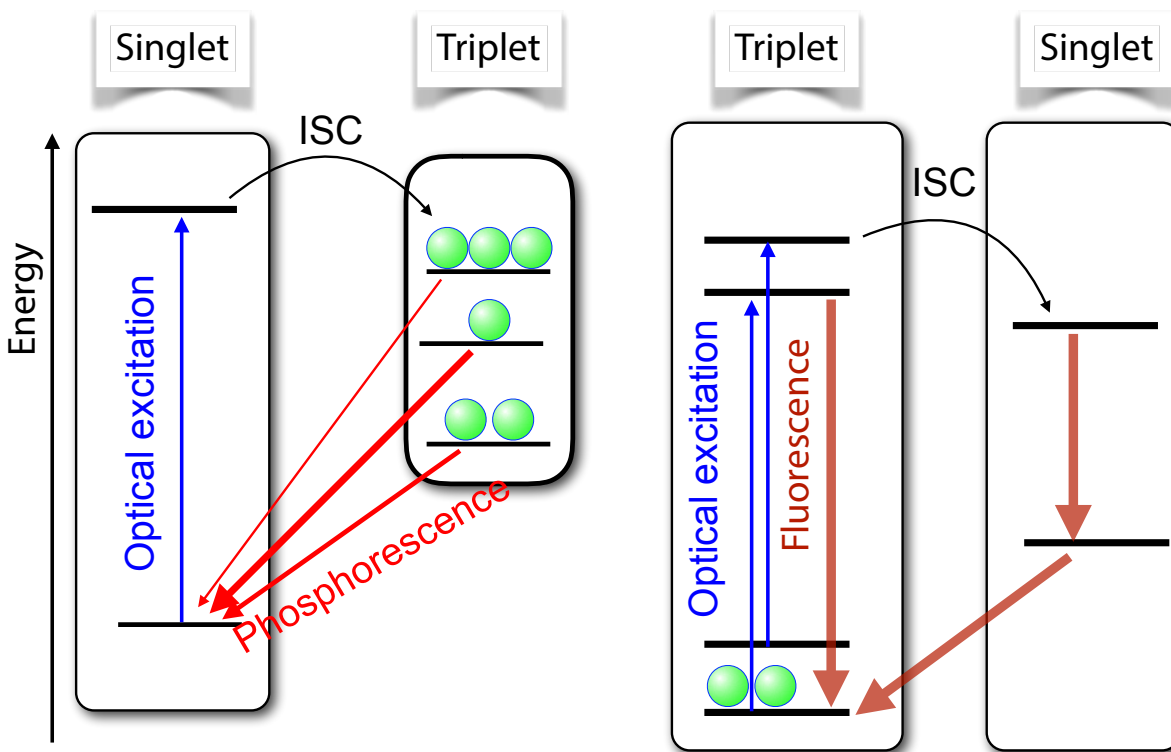 Singlet
Triplet
Triplet
Singlet
ISC
ISC
Energy
Optical excitation
Phosphorescence
Optical excitation
Fluorescence